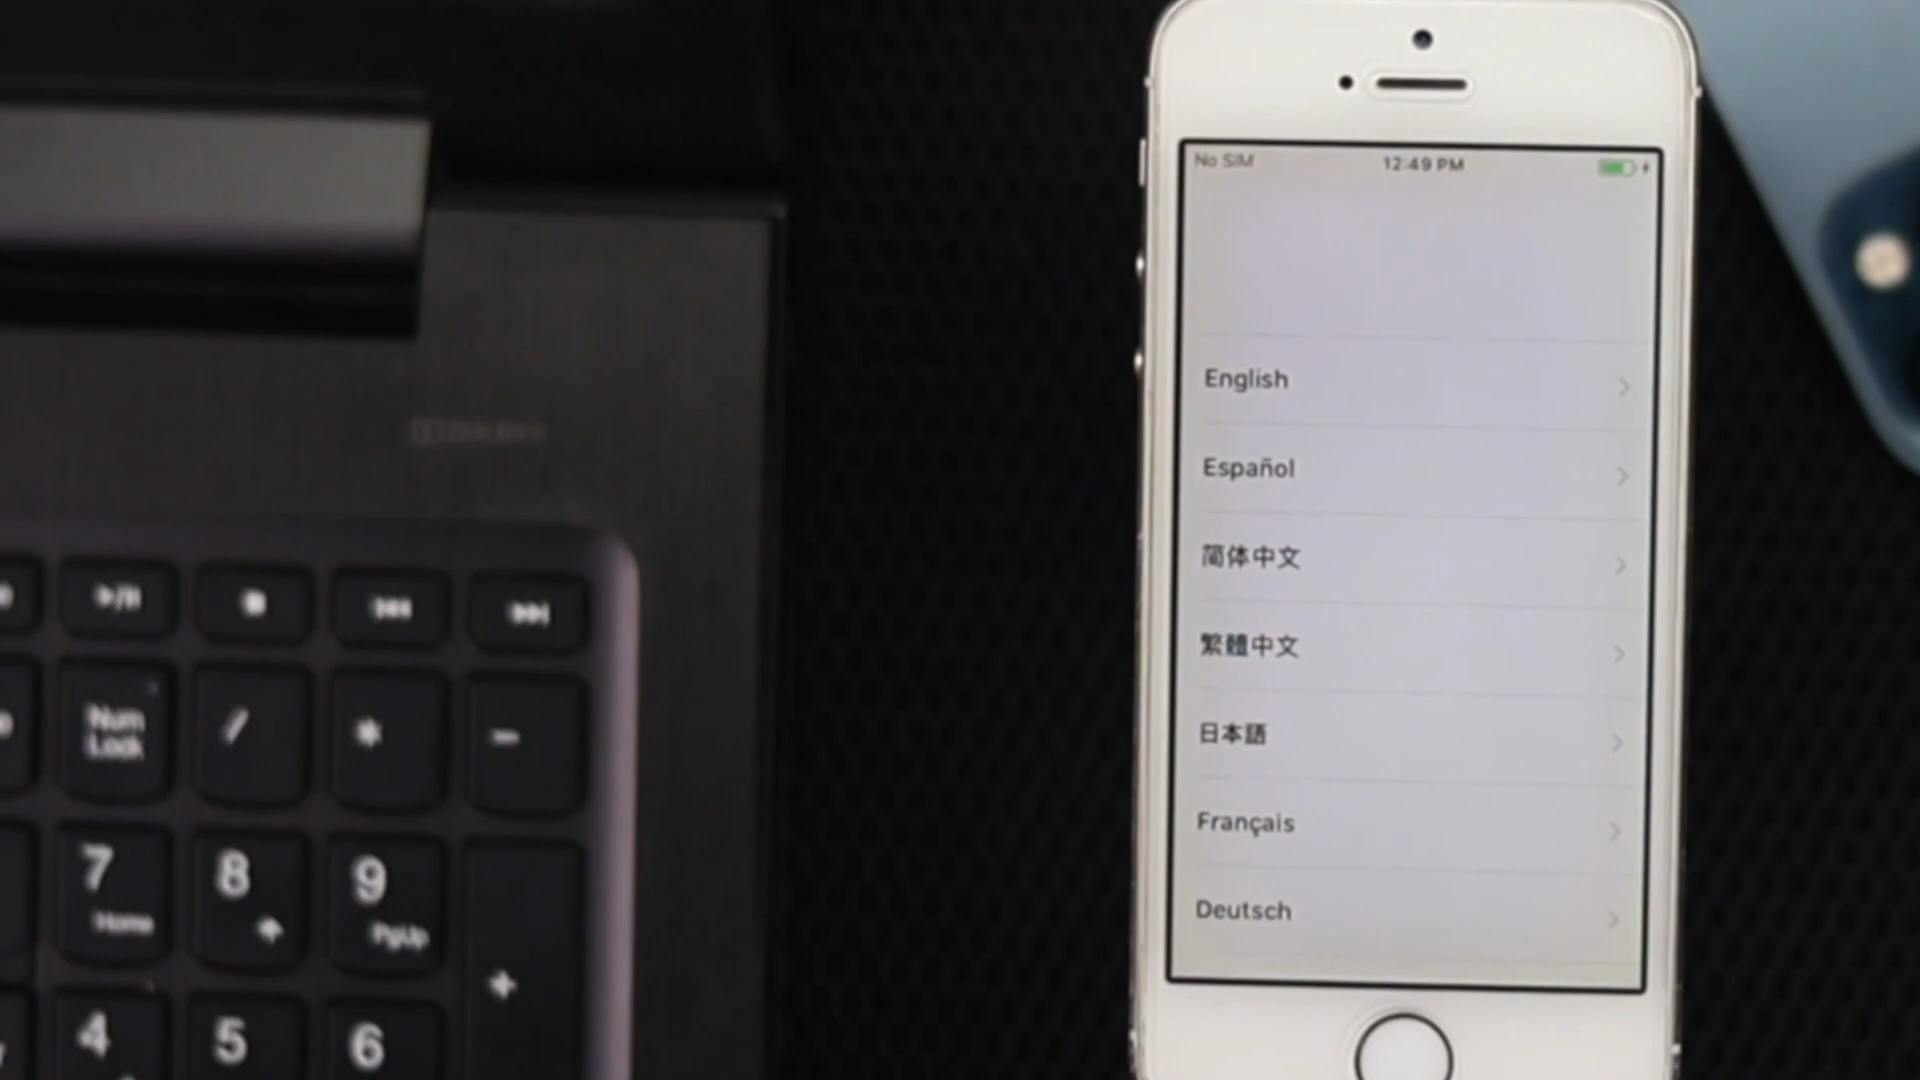 No SIM 12:49 PM
English
Español
简体中文
繁體中文
日本語
Français
Deutsch
Num
Lock
/ * -
7 8 9
Home PgUp
+
4 5 6